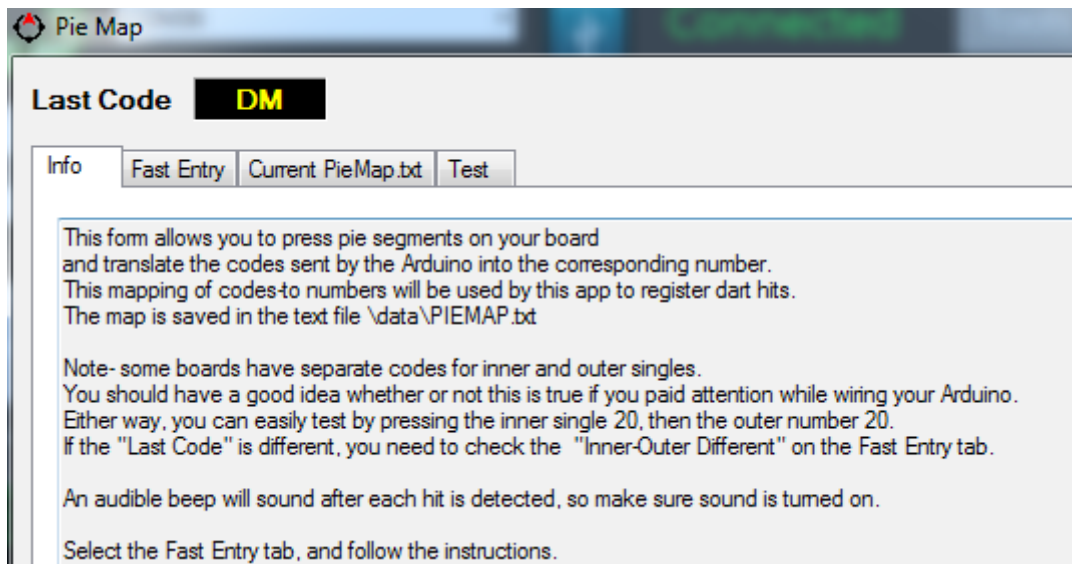 Pie Map
Connected
Last Code DM
Info Fast Entry Current PieMap.txt Test
This form allows you to press pie segments on your board
and translate the codes sent by the Arduino into the corresponding number.
This mapping of codes-to numbers will be used by this app to register dart hits.
The map is saved in the text file \data\PIEMAP.txt
Note- some boards have separate codes for inner and outer singles.
You should have a good idea whether or not this is true if you paid attention while wiring your Arduino.
Either way, you can easily test by pressing the inner single 20, then the outer number 20.
If the "Last Code" is different, you need to check the  "Inner-Outer Different" on the Fast Entry tab.
An audible beep will sound after each hit is detected, so make sure sound is turned on.
Select the Fast Entry tab, and follow the instructions.